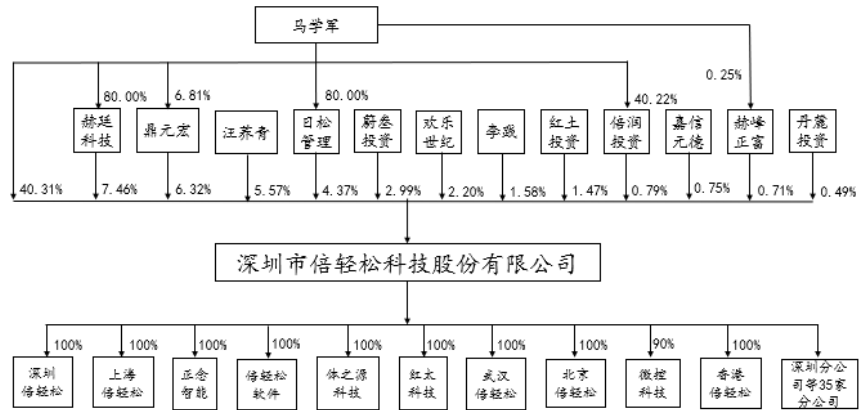 马学军
0.25%
80.00%
6.81%
80.00%
40.22%
赫廷
科技
鼎元宏
汪荞青
日松
管理
蔚叁
投资
欢乐
世纪
李践
红土
投资
倍润
投资
嘉信
元德
赫峰
正富
丹麓
投资
40.31%
7.46%
6.32%
5.57%
4.37%
2.99%
2.20%
1.58%
1.47%
0.79%
0.75%
0.71%
0.49%
深圳市倍轻松科技股份有限公司
100%
100%
100%
100%
100%
100%
100%
100%
90%
100%
深圳
倍轻松
上海
倍轻松
正念
智能
倍轻松
软件
体之源
科技
红太
科技
武汉
倍轻松
北京
倍轻松
微控
科技
香港
倍轻松
深圳分公
司等35家
分公司